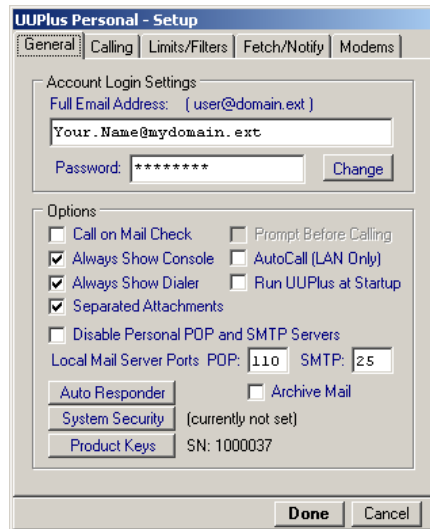 UUPlus Personal - Setup
General Calling Limits/Filters Fetch/Notify Modems
Account Login Settings
Full Email Address: ( user@domain.ext )
Your.Name@mydomain.ext
Password: ******** Change
Options
Call on Mail Check Prompt Before Calling
Always Show Console AutoCall (LAN Only)
Always Show Dialer Run UUPlus at Startup
Separated Attachments
Disable Personal POP and SMTP Servers
Local Mail Server Ports POP: 110 SMTP: 25
Auto Responder Archive Mail
System Security (currently not set)
Product Keys SN: 1000037
Done Cancel